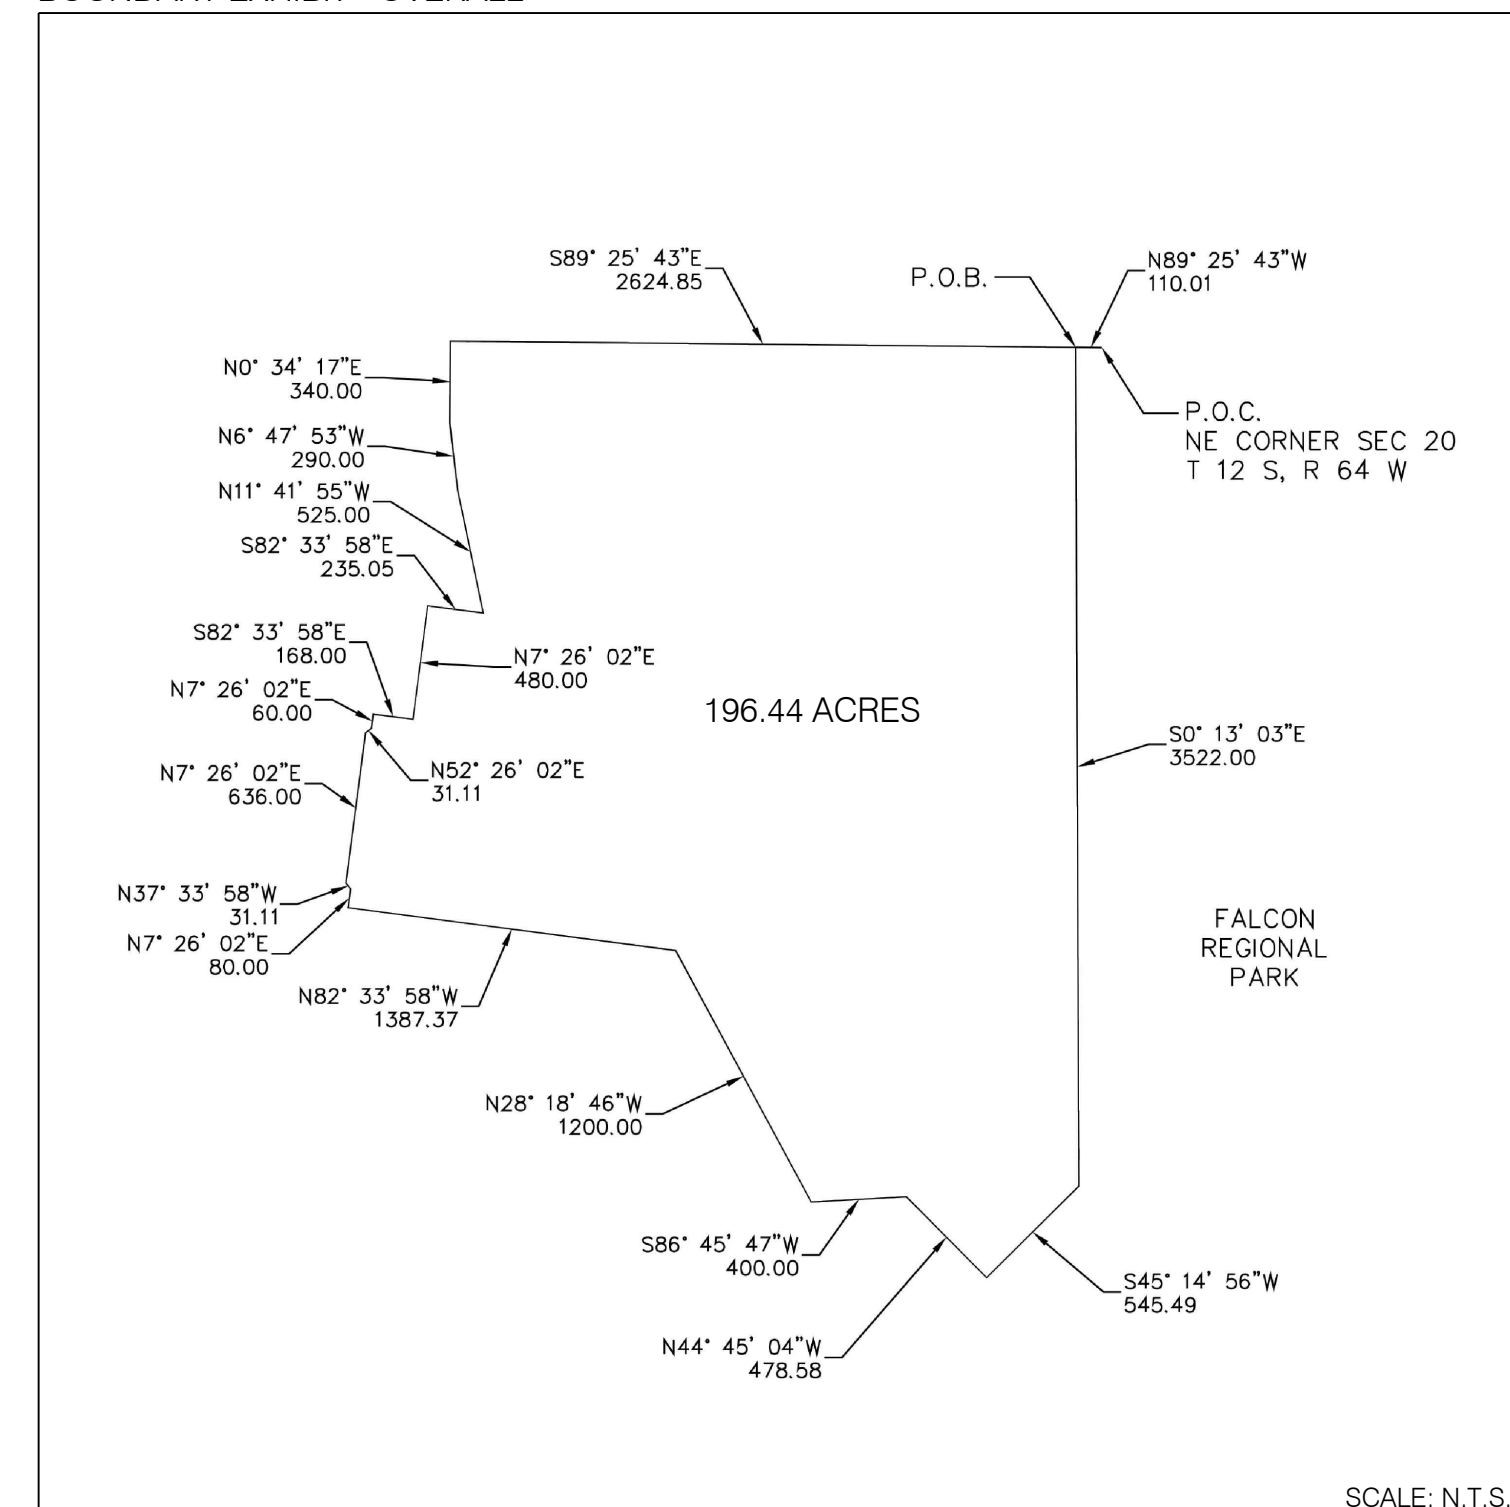 S89° 25' 43"E
2624.85
P.O.B.
N89° 25' 43"W
110.01
N0° 34' 17"E
340.00
P.O.C.
NE CORNER SEC 20
T 12 S, R 64 W
N6° 47' 53"W
290.00
N11° 41' 55"W
525.00
S82° 33' 58"E
235.05
S82° 33' 58"E
168.00
N7° 26' 02"E
480.00
N7° 26' 02"E
60.00
196.44 ACRES
S0° 13' 03"E
3522.00
N7° 26' 02"E
636.00
N52° 26' 02"E
31.11
N37° 33' 58"W
31.11
N7° 26' 02"E
80.00
FALCON
REGIONAL
PARK
N82° 33' 58"W
1387.37
N28° 18' 46"W
1200.00
S86° 45' 47"W
400.00
S45° 14' 56"W
545.49
N44° 45' 04"W
478.58
SCALE: N.T.S.